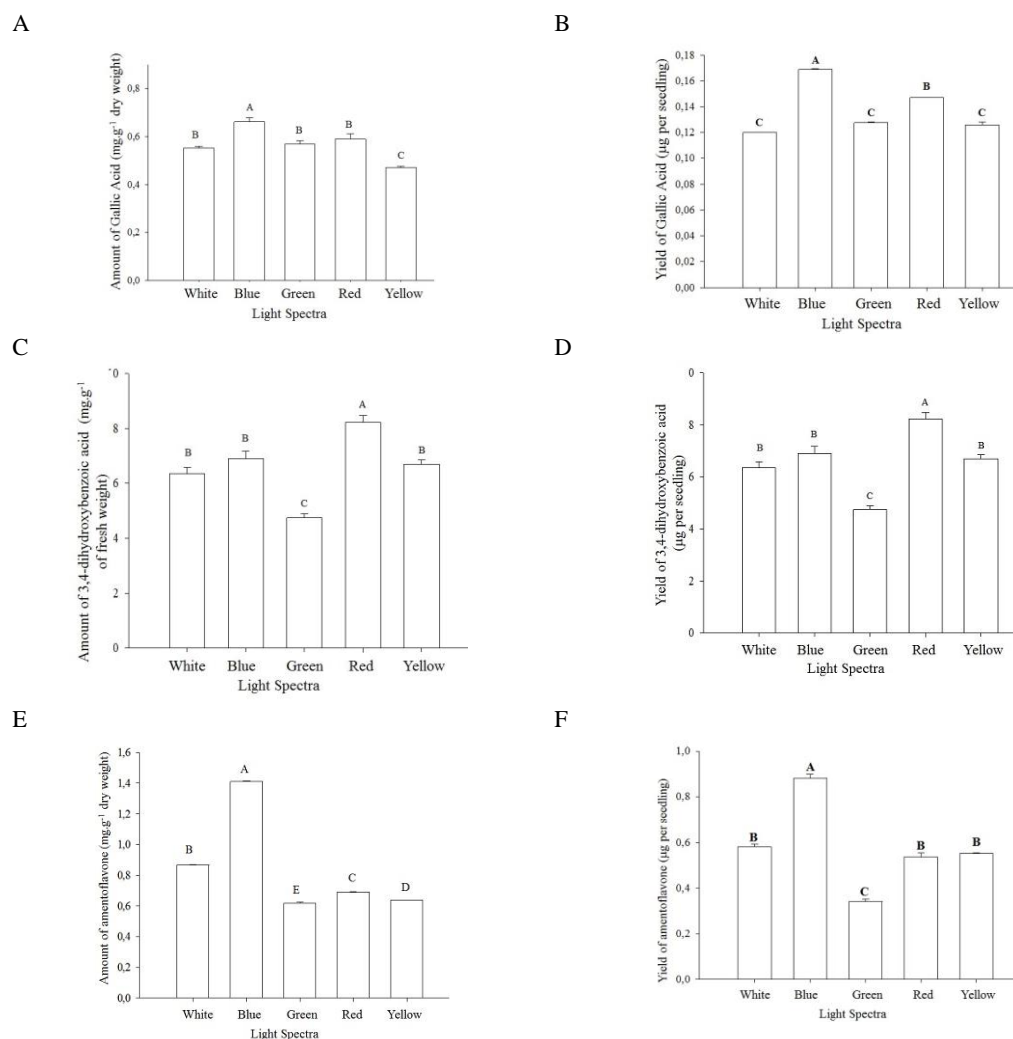 A
Amount of Gallic Acid (mg.g-1 dry weight)
0,8
0,6
0,4
0,2
0,0
B
A
B
B
C
White Blue Green Red Yellow
Light Spectra
B
Yield of Gallic Acid (µg per seedling)
0,18
0,16
0,14
0,12
0,10
0,08
0,06
0,04
0,02
0,00
C
A
C
B
C
White Blue Green Red Yellow
Light Spectra
C
Amount of 3,4-dihydroxybenzoic acid (mg.g-1
of fresh weight)
0
8
6
4
2
0
B
B
C
A
B
White Blue Green Red Yellow
Light Spectra
D
Yield of 3,4-dihydroxybenzoic acid
(µg per seedling)
0
8
6
4
2
0
B
B
C
A
B
White Blue Green Red Yellow
Light Spectra
E
Amount of amentoflavone (mg.g-1 dry weight)
1,6
1,4
1,2
1,0
0,8
0,6
0,4
0,2
0,0
B
A
E
C
D
White Blue Green Red Yellow
Light Spectra
F
Yield of amentoflavone (µg per seedling)
1,0
0,8
0,6
0,4
0,2
0,0
B
A
C
B
B
White Blue Green Red Yellow
Light Spectra